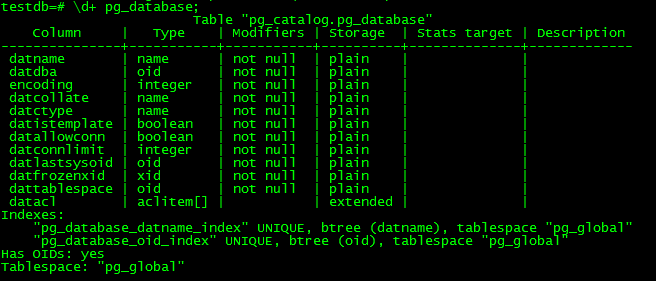 testdb=# \d+ pg_database;
Table "pg_catalog.pg_database"
Column | Type | Modifiers | Storage | Stats target | Description
---------------+-----------+-----------+----------+--------------+-------------
datname | name | not null | plain | |
datdba | oid | not null | plain | |
encoding | integer | not null | plain | |
datcollate | name | not null | plain | |
datctype | name | not null | plain | |
datistemplate | boolean | not null | plain | |
datallowconn | boolean | not null | plain | |
datconnlimit | integer | not null | plain | |
datlastsysoid | oid | not null | plain | |
datfrozenxid | xid | not null | plain | |
dattablespace | oid | not null | plain | |
datacl | aclitem[] | | extended | |
Indexes:
"pg_database_datname_index" UNIQUE, btree (datname), tablespace "pg_global"
"pg_database_oid_index" UNIQUE, btree (oid), tablespace "pg_global"
Has OIDs: yes
Tablespace: "pg_global"